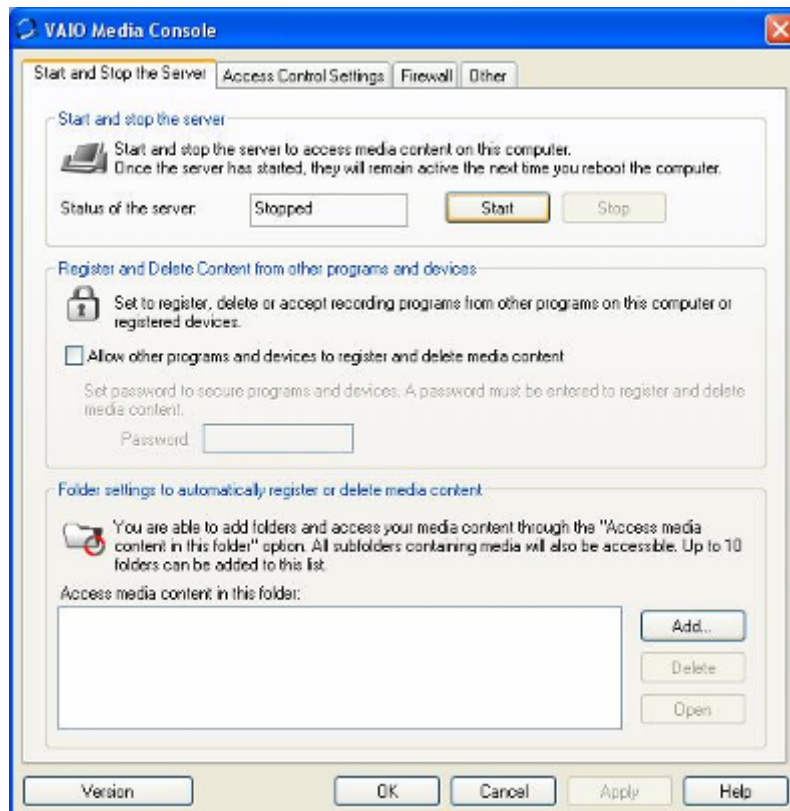 VAIO Media Console
Start and Stop the Server Access Control Settings Firewall Other
Start and stop the server
Start and stop the server to access media content on this computer.
Once the server has started, they will remain active the next time you reboot the computer.
Status of the server: Stopped Start Stop
Register and Delete Content from other programs and devices
Set to register, delete or accept recording programs from other programs on this computer or
registered devices.
Allow other programs and devices to register and delete media content
Set password to secure programs and devices. A password must be entered to register and delete
media content.
Password:
Folder settings to automatically register or delete media content
You are able to add folders and access your media content through the "Access media
content in this folder" option. All subfolders containing media will also be accessible. Up to 10
folders can be added to this list.
Access media content in this folder:
Add...
Delete
Open
Version OK Cancel Apply Help